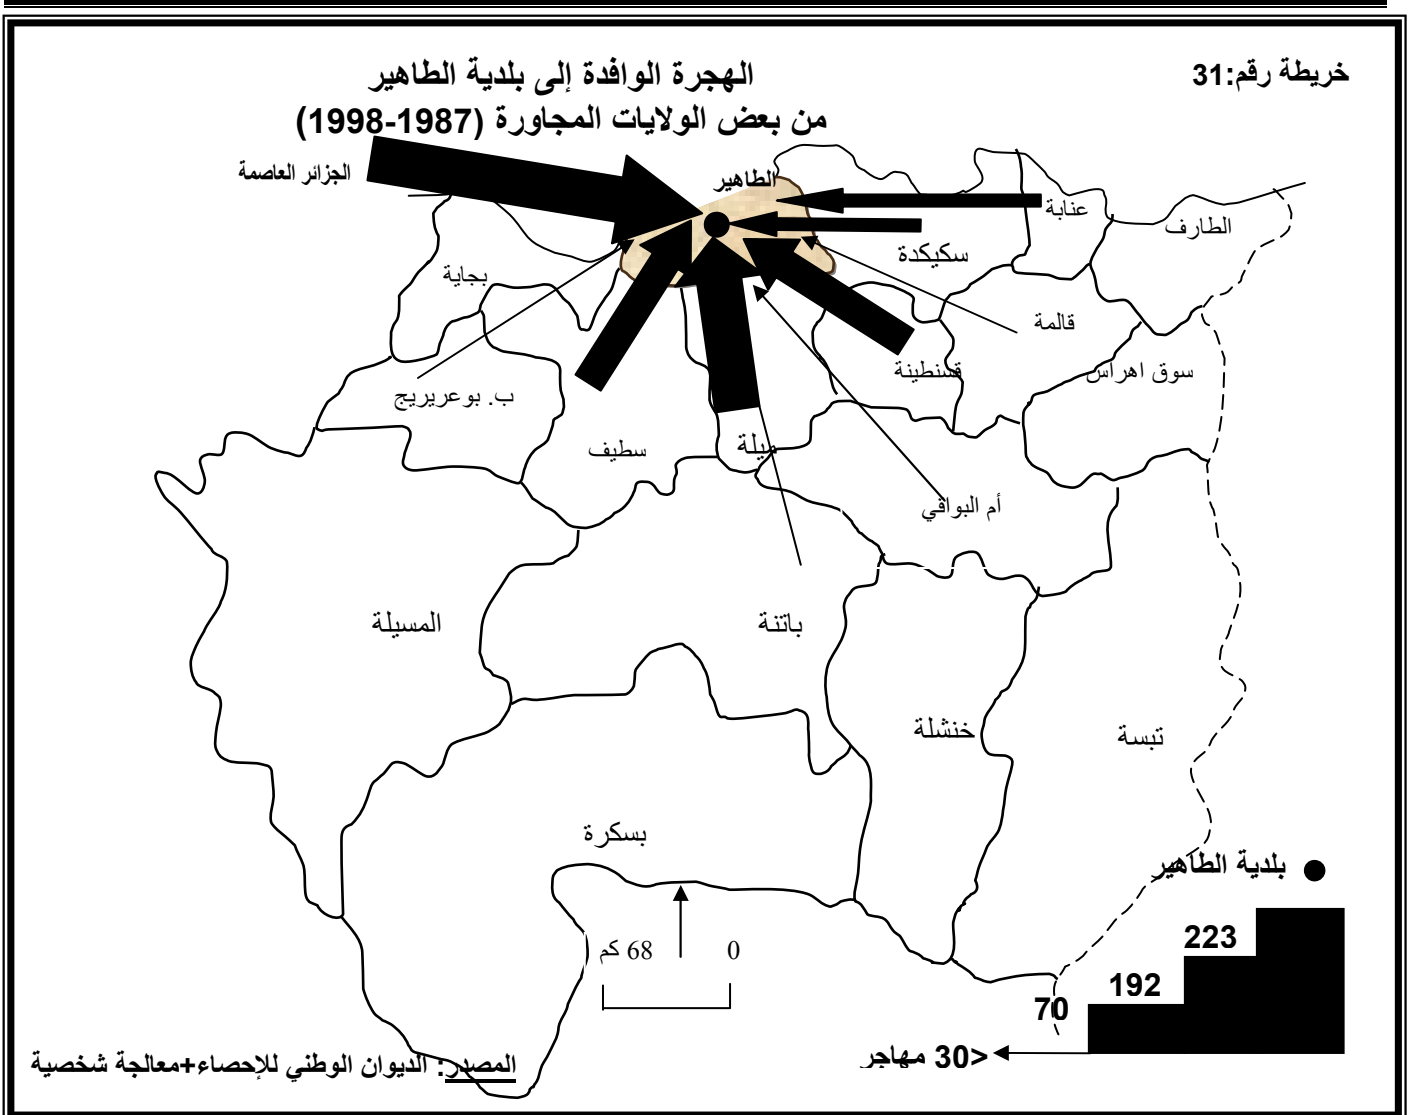 خريطة رقم:31
الهجرة الوافدة إلى بلدية الطاهير
من بعض الولايات المجاورة (1987-1998)
الجزائر العاصمة
الطاهير
عنابة
الطارف
سكيكدة
بجاية
قالمة
قسنطينة
سوق اهراس
ب. بوعريريج
سطيف
ميلة
أم البواقي
المسيلة
باتنة
خنشلة
تبسة
بسكرة
بلدية الطاهير
223
192
70
<30 مهاجر
0
68 كم
المصدر: الديوان الوطني للإحصاء+معالجة شخصية